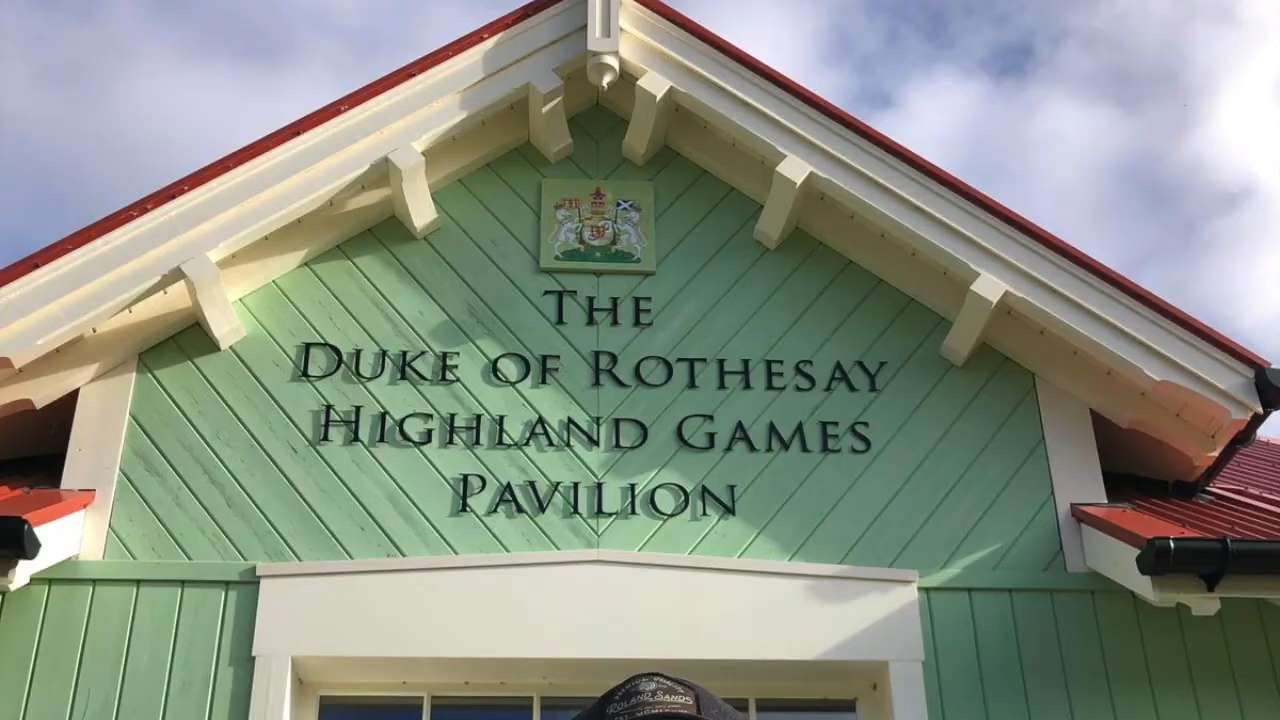 The
Duke of Rothesay
Highland Games
Pavilion
Roland Sands